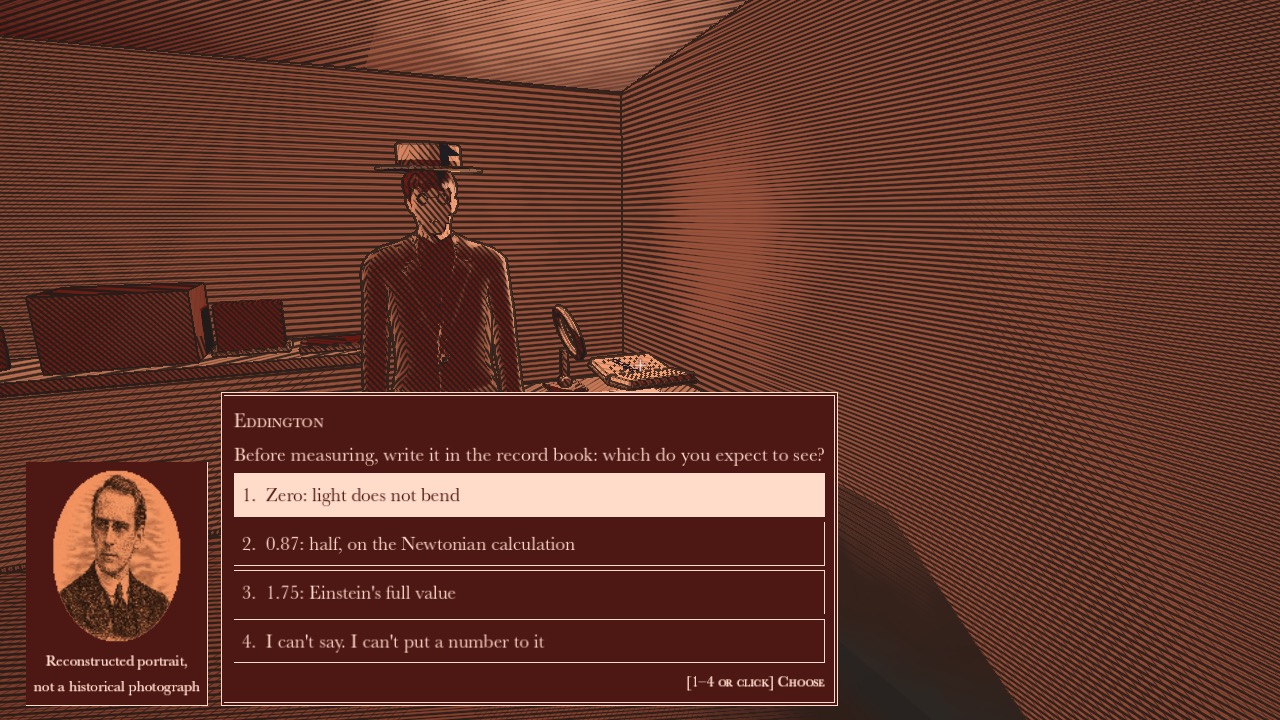 Eddington
Before measuring, write it in the record book: which do you expect to see?
1. Zero: light does not bend
2. 0.87: half, on the Newtonian calculation
3. 1.75: Einstein's full value
4. I can't say. I can't put a number to it
[1–4 or click] Choose
Reconstructed portrait,
not a historical photograph